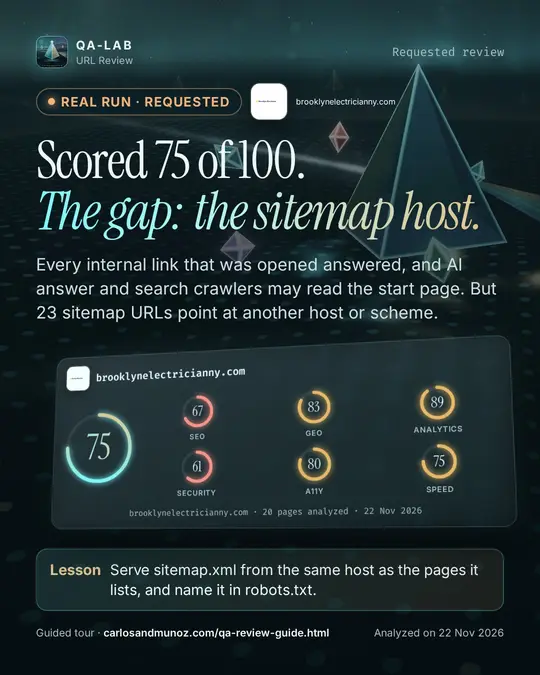 QA-LAB
URL Review
Requested review
REAL RUN · REQUESTED
brooklynelectricianny.com
Scored 75 of 100.
The gap: the sitemap host.
Every internal link that was opened answered, and AI
answer and search crawlers may read the start page. But
23 sitemap URLs point at another host or scheme.
brooklynelectricianny.com
75
67
SEO
83
GEO
89
ANALYTICS
61
SECURITY
80
A11Y
75
SPEED
brooklynelectricianny.com · 20 pages analyzed · 22 Nov 2026
Lesson Serve sitemap.xml from the same host as the pages it
lists, and name it in robots.txt.
Guided tour · carlosandmunoz.com/qa-review-guide.html
Analyzed on 22 Nov 2026